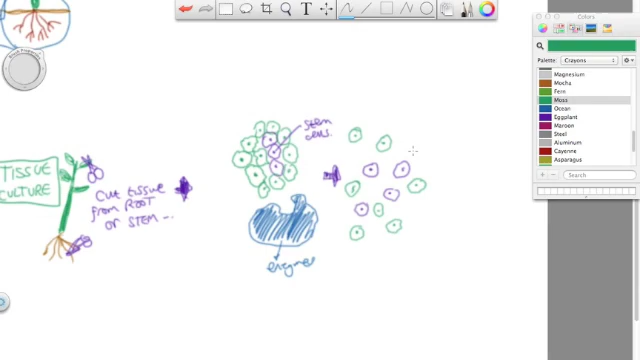 Colors
Palette: Crayons
Magnesium
Mocha
Fern
Moss
Ocean
Eggplant
Maroon
Steel
Aluminum
Cayenne
Asparagus
Search
TISSUE
CULTURE
CUt tissue
from ROOT
or STEM ...
Stem
cells.
enzymes